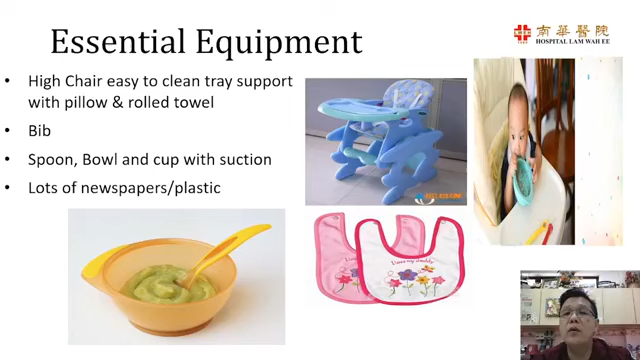 Essential Equipment
南華醫院
HOSPITAL LAM WAH EE
• High Chair easy to clean tray support
with pillow & rolled towel
• Bib
• Spoon, Bowl and cup with suction
• Lots of newspapers/plastic